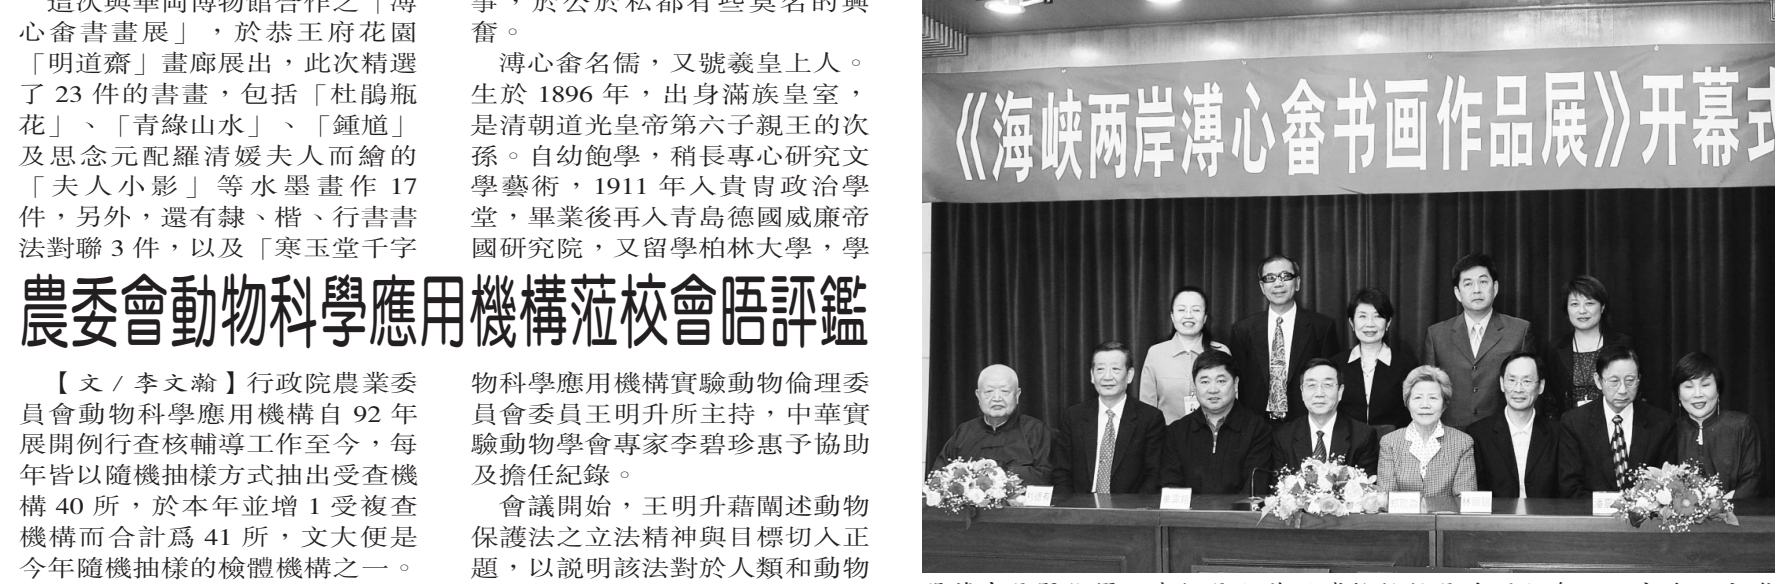 這次與華岡博物館合作之「溥
心畬書畫展」，於恭王府花園
「明道齋」畫廊展出，此次精選
了 23 件的書畫，包括「杜鵑瓶
花」、「青綠山水」、「鍾馗」
及思念元配羅清媛夫人而繪的
「夫人小影」等水墨畫作 17
件，另外，還有隸、楷、行書書
法對聯 3 件，以及「寒玉堂千字
事，於公於私都有些莫名的興
奮。
溥心畬名儒，又號羲皇上人。
生於 1896 年，出身滿族皇室，
是清朝道光皇帝第六子親王的次
孫。自幼飽學，稍長專心研究文
學藝術，1911 年入貴胄政治學
堂，畢業後再入青島德國威廉帝
國研究院，又留學柏林大學，學
《海峡两岸溥心畬书画作品展》开幕式
農委會動物科學應用機構蒞校會晤評鑑
【文/李文瀚】行政院農業委
員會動物科學應用機構自 92 年
展開例行查核輔導工作至今，每
年皆以隨機抽樣方式抽出受查機
構 40 所，於本年並增 1 受複查
機構而合計爲 41 所，文大便是
今年隨機抽樣的檢體機構之一。
物科學應用機構實驗動物倫理委
員會委員王明升所主持，中華實
驗動物學會專家李碧珍惠予協助
及擔任紀錄。
會議開始，王明升藉闡述動物
保護法之立法精神與目標切入正
題，以說明該法對於人類和動物